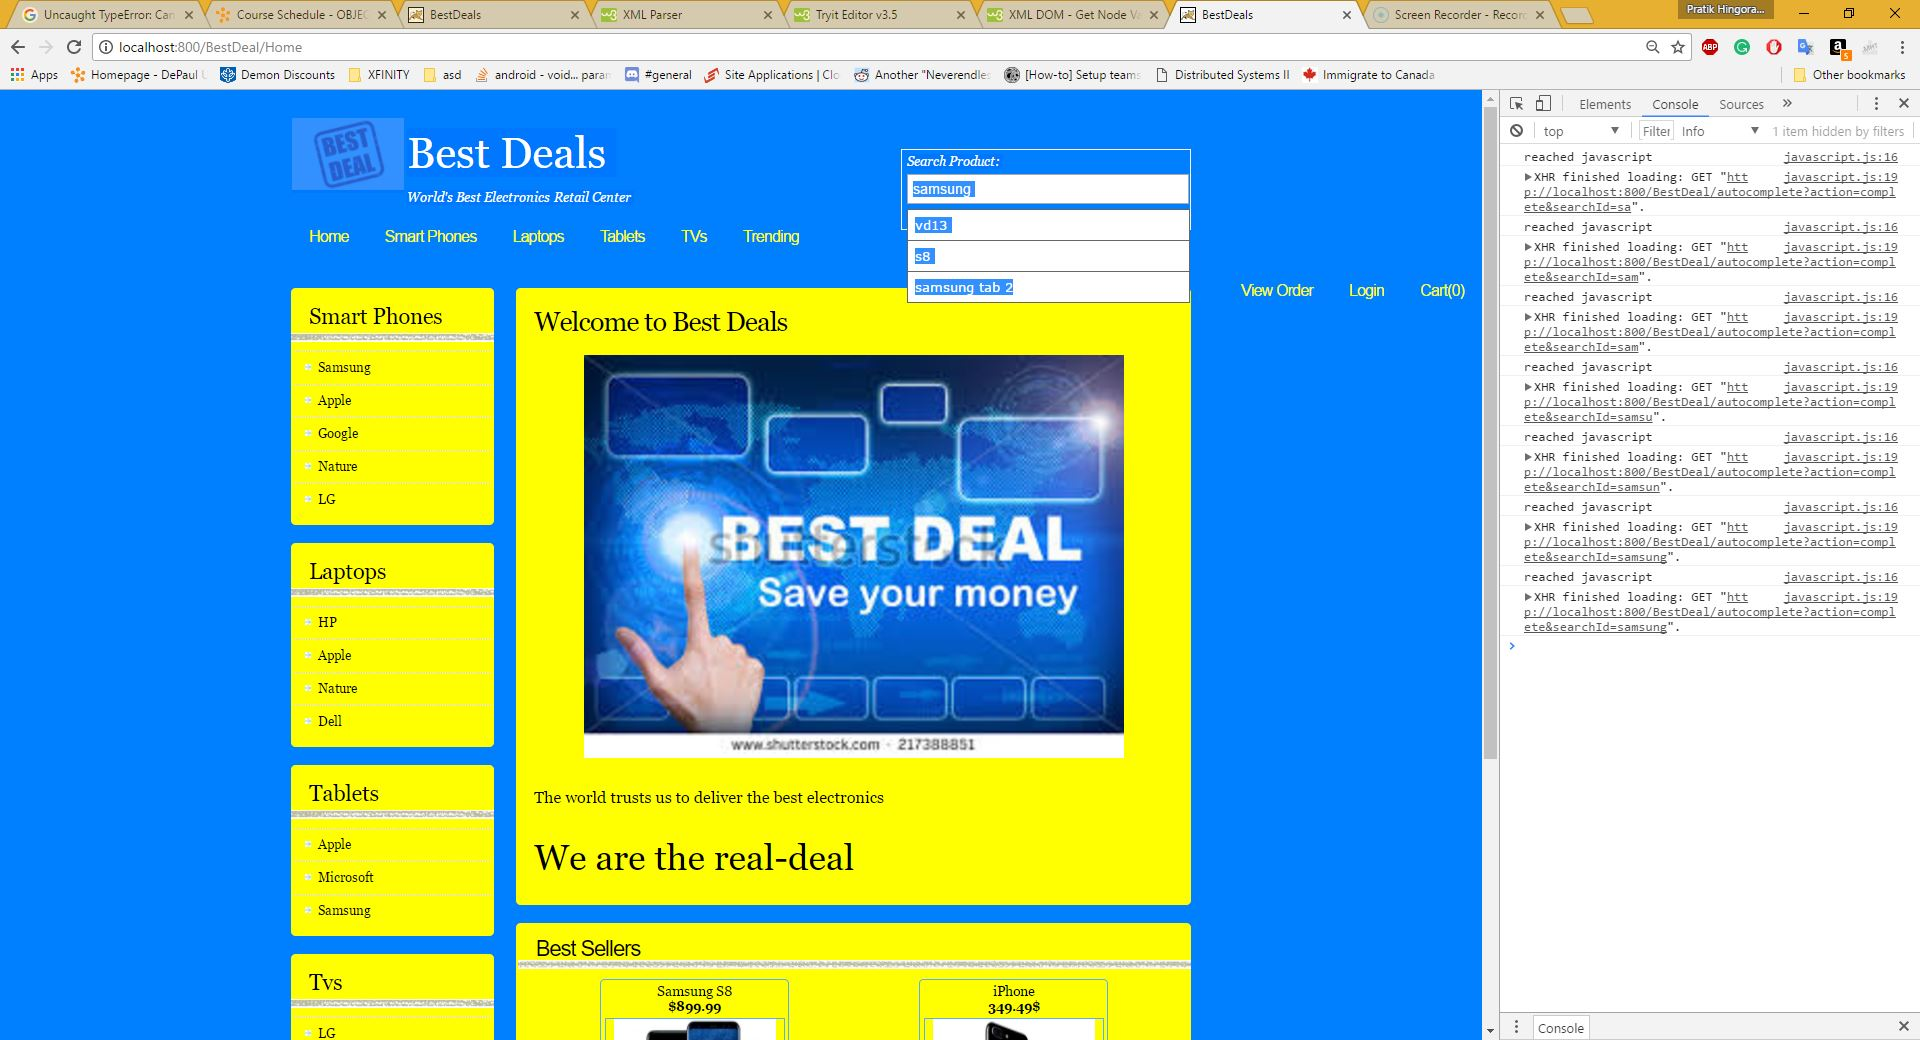 Uncaught TypeError: Can
Course Schedule - OBJE
BestDeals
XML Parser
Tryit Editor v3.5
XML DOM - Get Node Va
BestDeals
Screen Recorder - Record
Pratik Hingora...
localhost:800/BestDeal/Home
Apps
Homepage - DePaul U
Demon Discounts
XFINITY
asd
android - void... param
#general
Site Applications | Clo
Another "Neverendles
[How-to] Setup teams
Distributed Systems II
Immigrate to Canada
Other bookmarks
BEST
DEAL
Best Deals
World's Best Electronics Retail Center
Search Product:
samsung
vd13
s8
samsung tab 2
Home
Smart Phones
Laptops
Tablets
TVs
Trending
View Order
Login
Cart(0)
Smart Phones
Samsung
Apple
Google
Nature
LG
Laptops
HP
Apple
Nature
Dell
Tablets
Apple
Microsoft
Samsung
Tvs
LG
Welcome to Best Deals
BEST DEAL
shutterstock
Save your money
www.shutterstock.com · 217388851
The world trusts us to deliver the best electronics
We are the real-deal
Best Sellers
Samsung S8
$899.99
iPhone
349.49$
Elements
Console
Sources
»
top
Filter
Info
1 item hidden by filters
reached javascript javascript.js:16
XHR finished loading: GET "htt javascript.js:19
p://localhost:800/BestDeal/autocomplete?action=compl
ete&searchId=sa".
reached javascript javascript.js:16
XHR finished loading: GET "htt javascript.js:19
p://localhost:800/BestDeal/autocomplete?action=compl
ete&searchId=sam".
reached javascript javascript.js:16
XHR finished loading: GET "htt javascript.js:19
p://localhost:800/BestDeal/autocomplete?action=compl
ete&searchId=sam".
reached javascript javascript.js:16
XHR finished loading: GET "htt javascript.js:19
p://localhost:800/BestDeal/autocomplete?action=compl
ete&searchId=samsu".
reached javascript javascript.js:16
XHR finished loading: GET "htt javascript.js:19
p://localhost:800/BestDeal/autocomplete?action=compl
ete&searchId=samsun".
reached javascript javascript.js:16
XHR finished loading: GET "htt javascript.js:19
p://localhost:800/BestDeal/autocomplete?action=compl
ete&searchId=samsung".
reached javascript javascript.js:16
XHR finished loading: GET "htt javascript.js:19
p://localhost:800/BestDeal/autocomplete?action=compl
ete&searchId=samsung".
Console